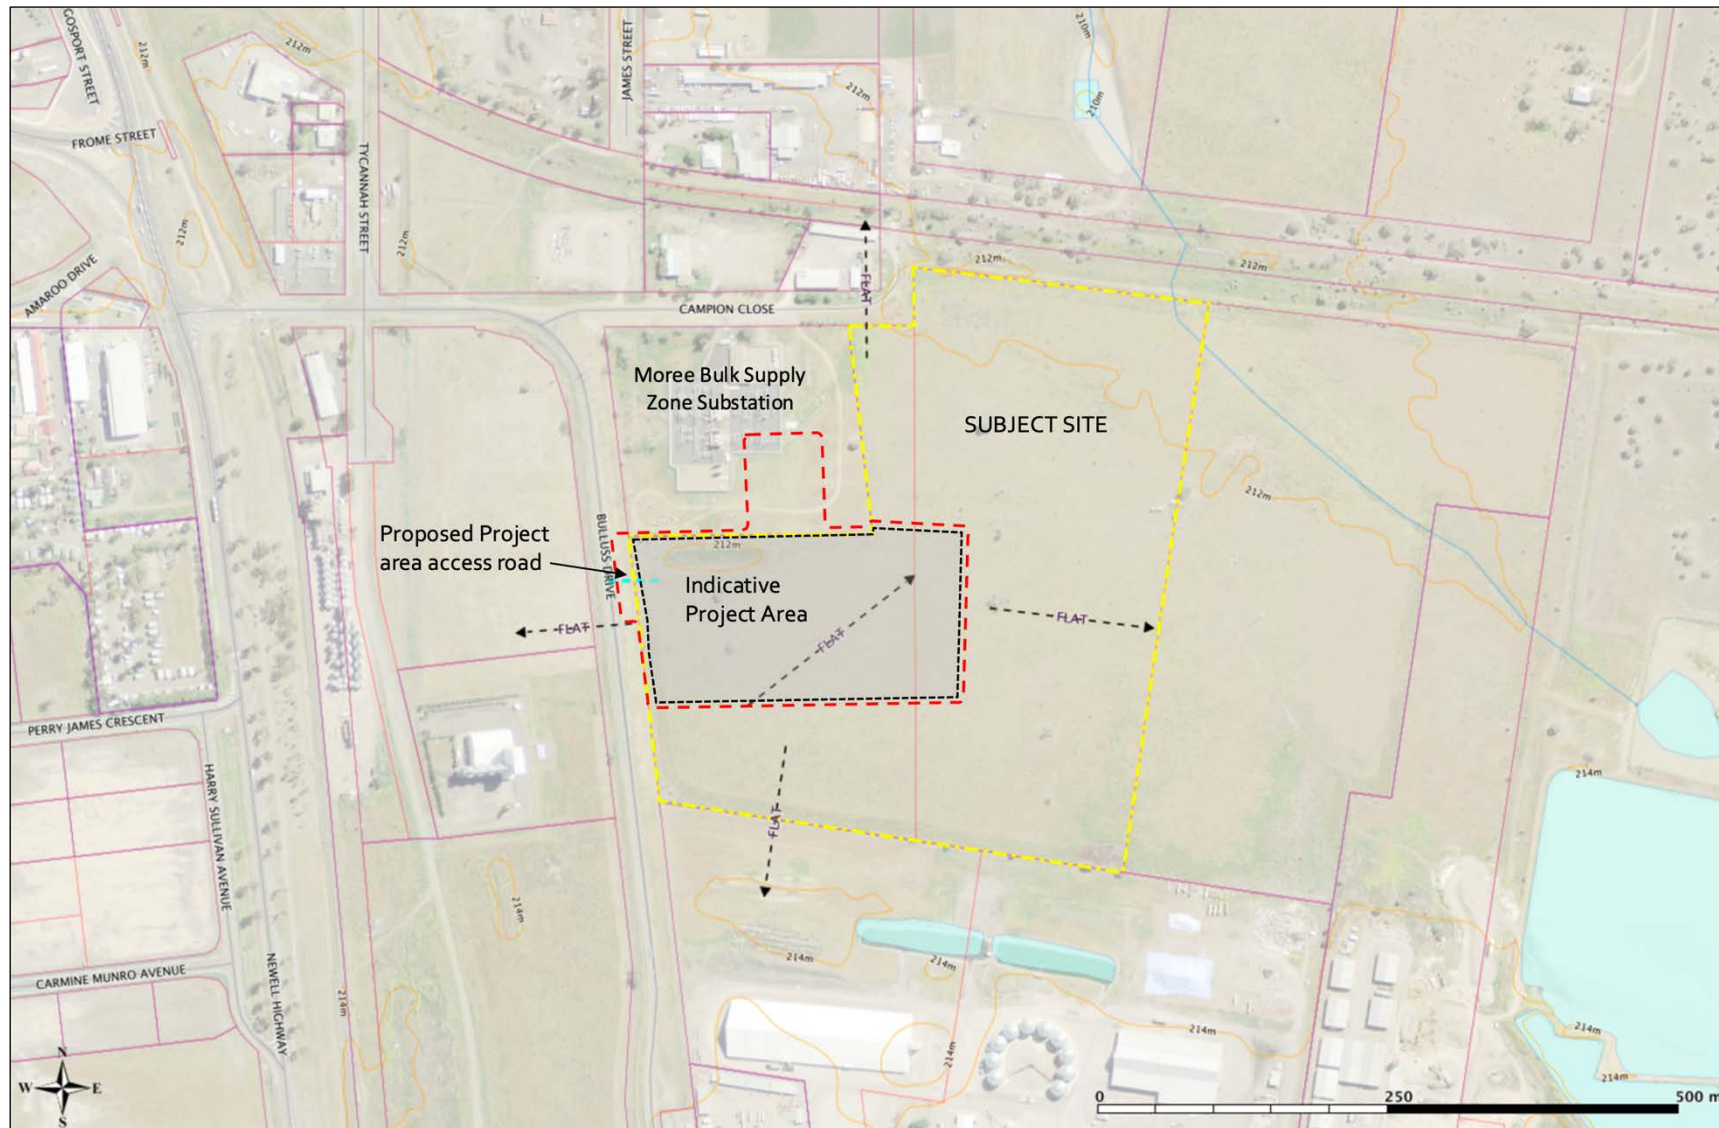 GOSPORT STREET
212m
212m
JAMES STREET
210m
212m
210m
FROME STREET
TYCANNAH STREET
212m
212m
AMAROO DRIVE
212m
212m
FLAT
CAMPION CLOSE
Moree Bulk Supply
Zone Substation
SUBJECT SITE
212m
Proposed Project
area access road
BULLUSS DRIVE
212m
Indicative
Project Area
FLAT
FLAT
FLAT
PERRY JAMES CRESCENT
HARRY SULLIVAN AVENUE
FLAT
214m
214m
214m
214m
CARMINE MUNRO AVENUE
NEWELL HIGHWAY
214m
214m
214m
214m
214m
N
W E
S
0 250 500 m